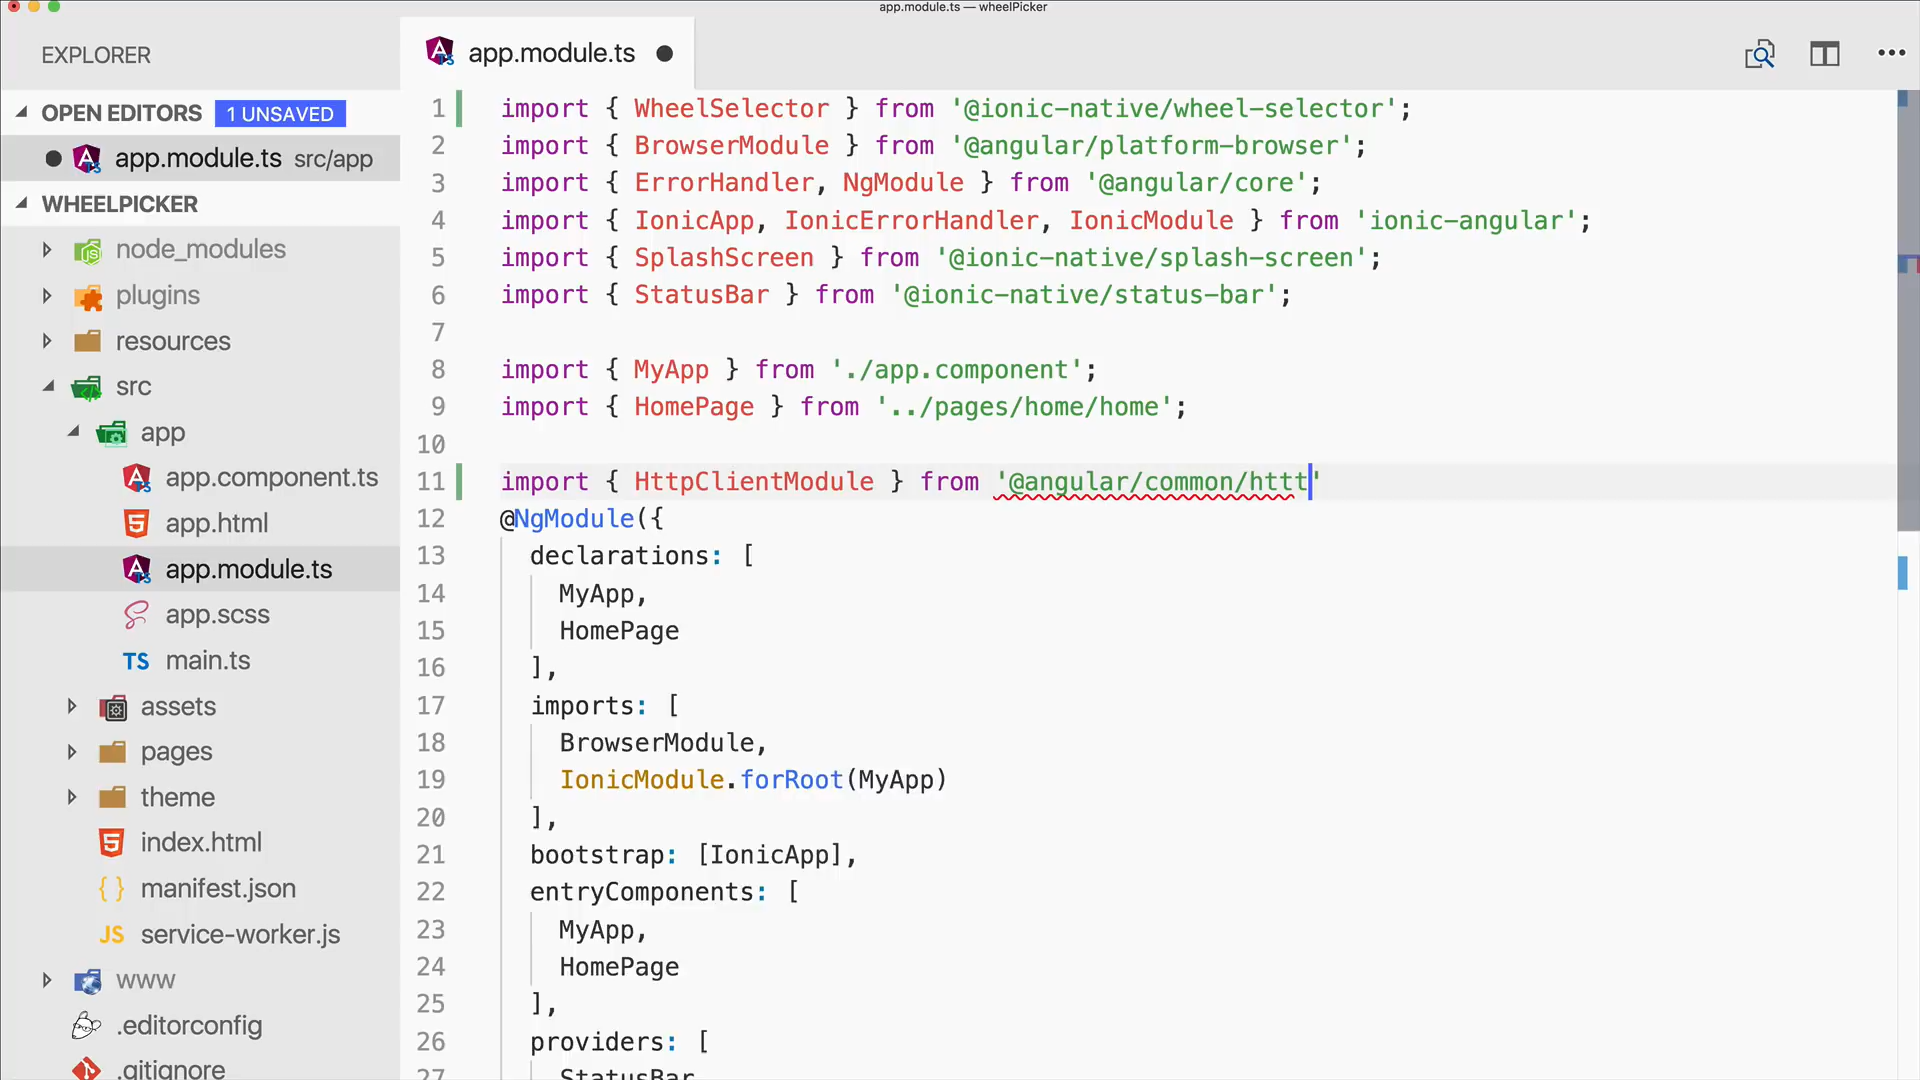 app.module.ts — wheelPicker
EXPLORER
app.module.ts
OPEN EDITORS 1 UNSAVED
app.module.ts src/app
WHEELPICKER
node_modules
plugins
resources
src
app
app.component.ts
app.html
app.module.ts
app.scss
TS main.ts
assets
pages
theme
index.html
{ } manifest.json
JS service-worker.js
www
.editorconfig
.gitignore
1 import { WheelSelector } from '@ionic-native/wheel-selector';
2 import { BrowserModule } from '@angular/platform-browser';
3 import { ErrorHandler, NgModule } from '@angular/core';
4 import { IonicApp, IonicErrorHandler, IonicModule } from 'ionic-angular';
5 import { SplashScreen } from '@ionic-native/splash-screen';
6 import { StatusBar } from '@ionic-native/status-bar';
7
8 import { MyApp } from './app.component';
9 import { HomePage } from '../pages/home/home';
10
11 import { HttpClientModule } from '@angular/common/httt'
12 @NgModule({
13 declarations: [
14 MyApp,
15 HomePage
16 ],
17 imports: [
18 BrowserModule,
19 IonicModule.forRoot(MyApp)
20 ],
21 bootstrap: [IonicApp],
22 entryComponents: [
23 MyApp,
24 HomePage
25 ],
26 providers: [
27 StatusBar